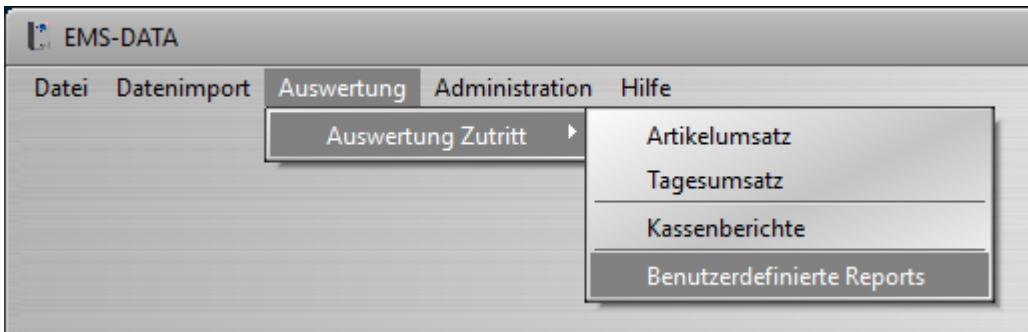 EMS-DATA
Datei Datenimport Auswertung Administration Hilfe
Auswertung Zutritt
Artikelumsatz
Tagesumsatz
Kassenberichte
Benutzerdefinierte Reports